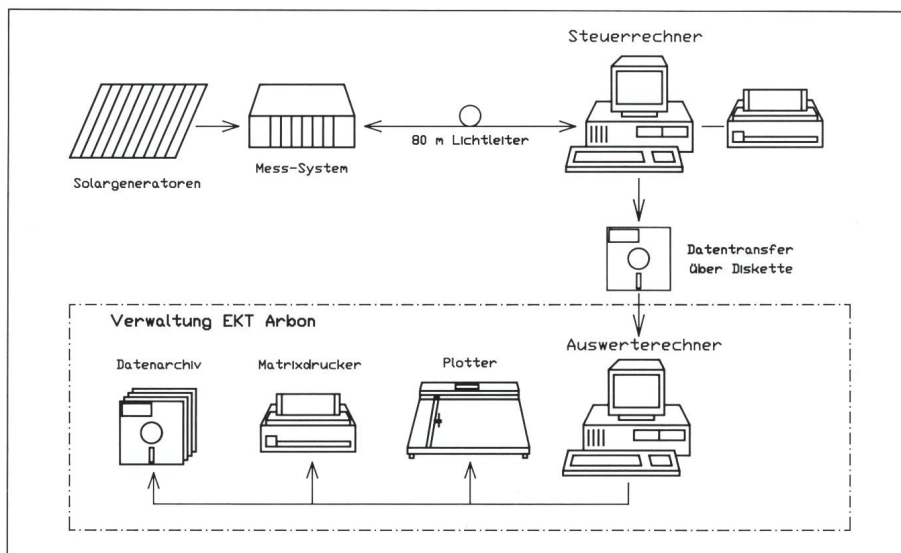 Steuerrechner
Solargeneratoren
Mess-System
80 m Lichtleiter
Datentransfer
über Diskette
Verwaltung EKT Arbon
Datenarchiv
Matrixdrucker
Plotter
Auswerterechner